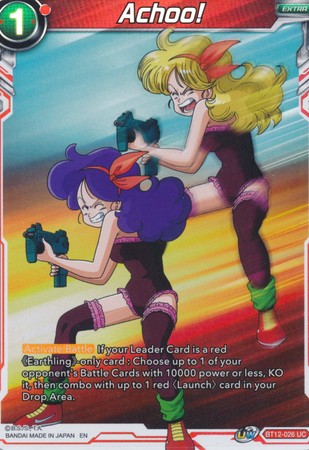 Achoo!
1
EXTRA
Activate:Battle If your Leader Card is a red
《Earthling》-only card : Choose up to 1 of your
opponent's Battle Cards with 10000 power or less, KO
it, then combo with up to 1 red 〈Launch〉 card in your
Drop Area.
©B.S./S.,T.A.
BANDAI MADE IN JAPAN EN
UW
BT12-026 UC